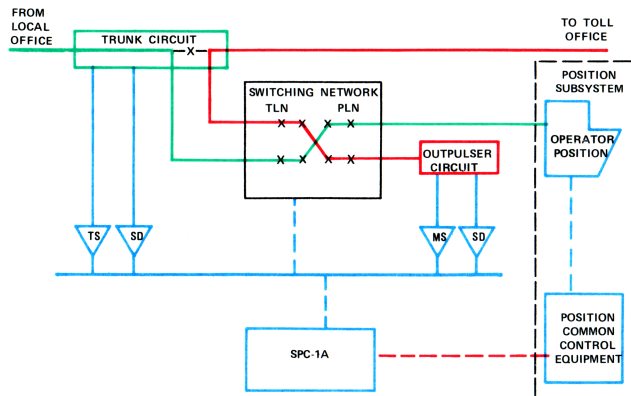 FROM
LOCAL
OFFICE
TRUNK CIRCUIT
X
TO TOLL
OFFICE
POSITION
SUBSYSTEM
SWITCHING NETWORK
TLN PLN
X X X X
X X X X
OPERATOR
POSITION
OUTPULSER
CIRCUIT
TS
SD
MS
SD
SPC-1A
POSITION
COMMON
CONTROL
EQUIPMENT